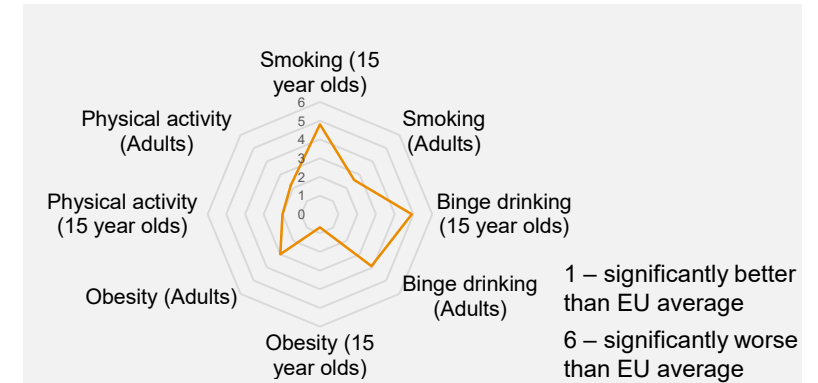 Smoking (15
year olds)
6
5
4
3
2
1
0
Smoking
(Adults)
Binge drinking
(15 year olds)
Binge drinking
(Adults)
Obesity (15
year olds)
Obesity (Adults)
Physical activity
(15 year olds)
Physical activity
(Adults)
1 – significantly better
than EU average
6 – significantly worse
than EU average